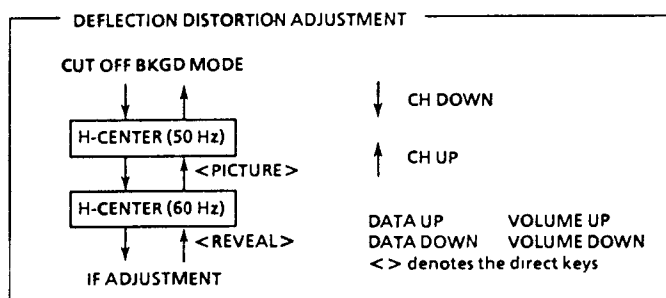 DEFLECTION DISTORTION ADJUSTMENT
CUT OFF BKGD MODE
H-CENTER (50 Hz)
<PICTURE>
H-CENTER (60 Hz)
<REVEAL>
IF ADJUSTMENT
CH DOWN
CH UP
DATA UP VOLUME UP
DATA DOWN VOLUME DOWN
< > denotes the direct keys